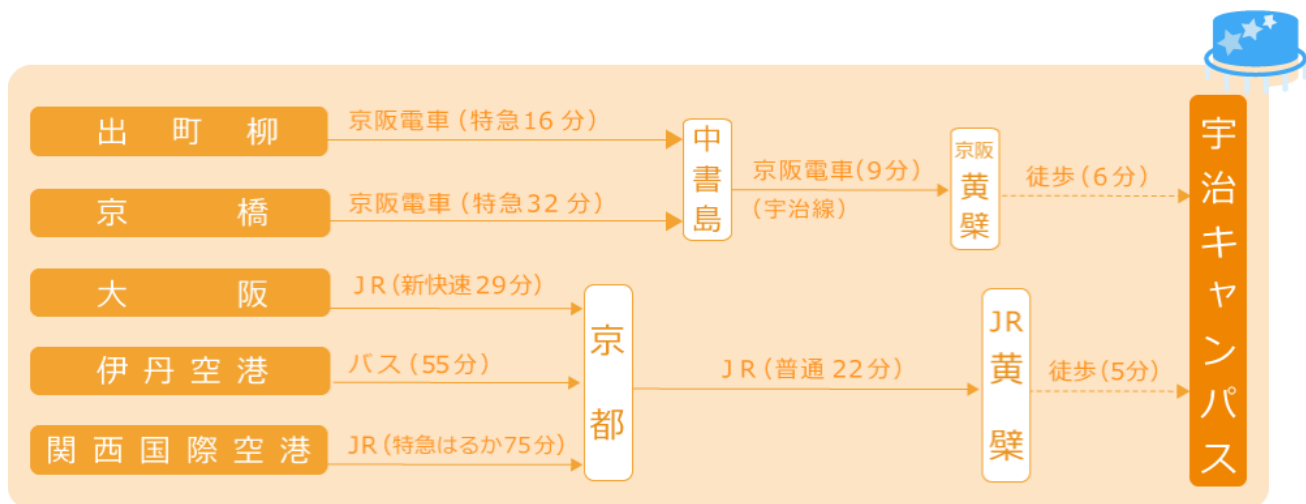 出町柳
京阪電車(特急16分)
京橋
京阪電車(特急32分)
中書島
京阪電車(9分)
(宇治線)
京阪
黄檗
徒歩(6分)
大阪
JR(新快速29分)
伊丹空港
バス(55分)
関西国際空港
JR(特急はるか75分)
京都
JR(普通22分)
JR
黄檗
徒歩(5分)
宇治キャンパス